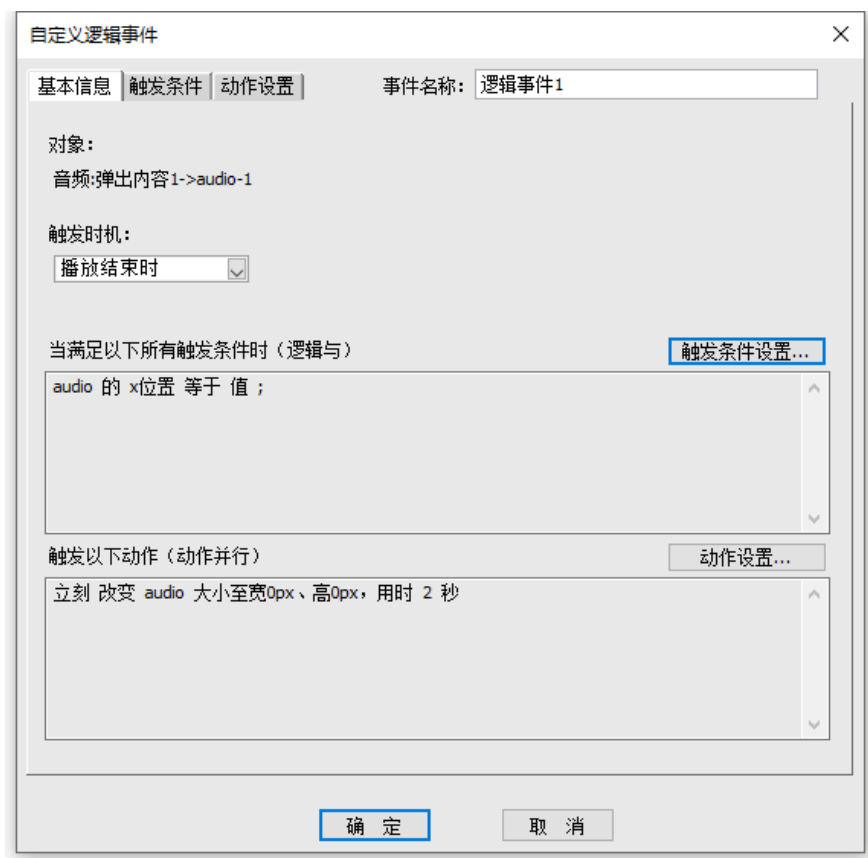 自定义逻辑事件
基本信息 触发条件 动作设置 事件名称: 逻辑事件1
对象:
音频:弹出内容1->audio-1
触发时机:
播放结束时
当满足以下所有触发条件时（逻辑与） 触发条件设置...
audio 的 x位置 等于 值 ;
触发以下动作（动作并行） 动作设置...
立刻 改变 audio 大小至宽0px、高0px，用时 2 秒
确 定 取 消